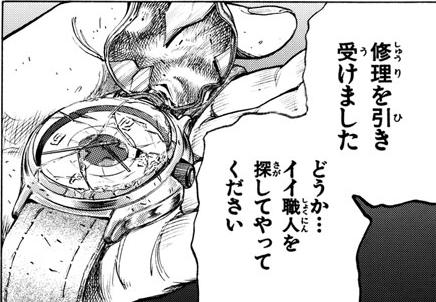 修理を引き
受けました
どうか…
イイ職人を
探してやって
ください